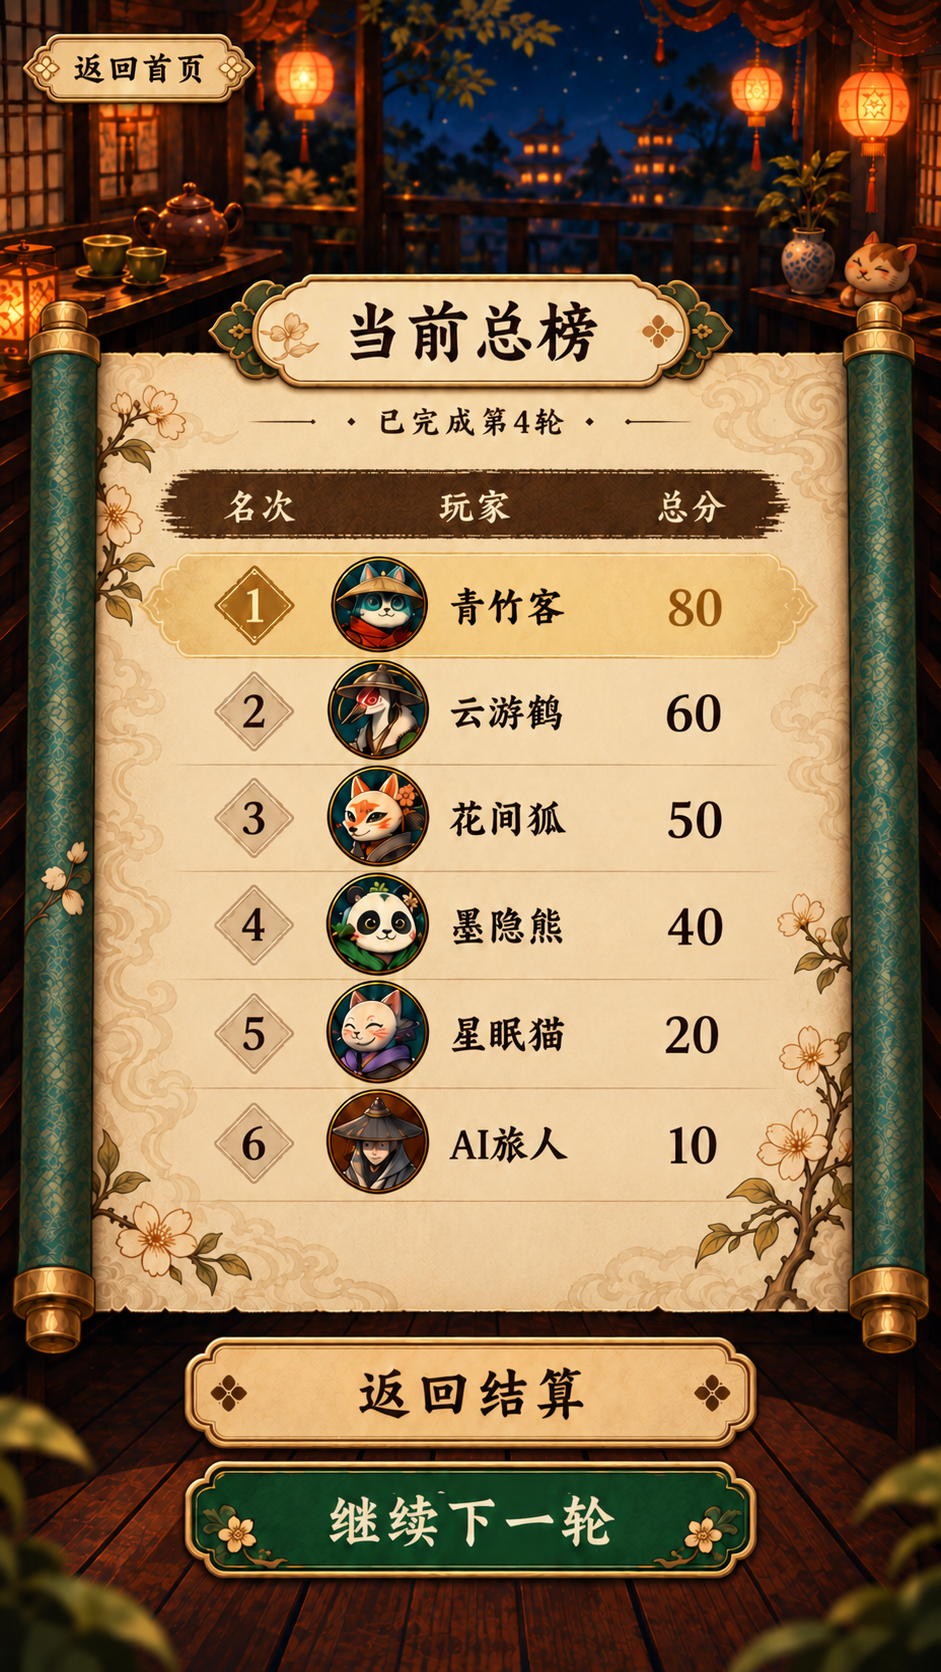 返回首页
当前总榜
已完成第4轮
名次 玩家 总分
1 青竹客 80
2 云游鹤 60
3 花间狐 50
4 墨隐熊 40
5 星眠猫 20
6 AI旅人 10
返回结算
继续下一轮